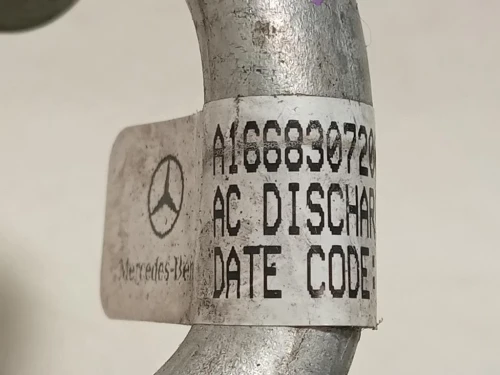 A166830720
AC DISCHAR
DATE CODE:
Mercedes-Ben